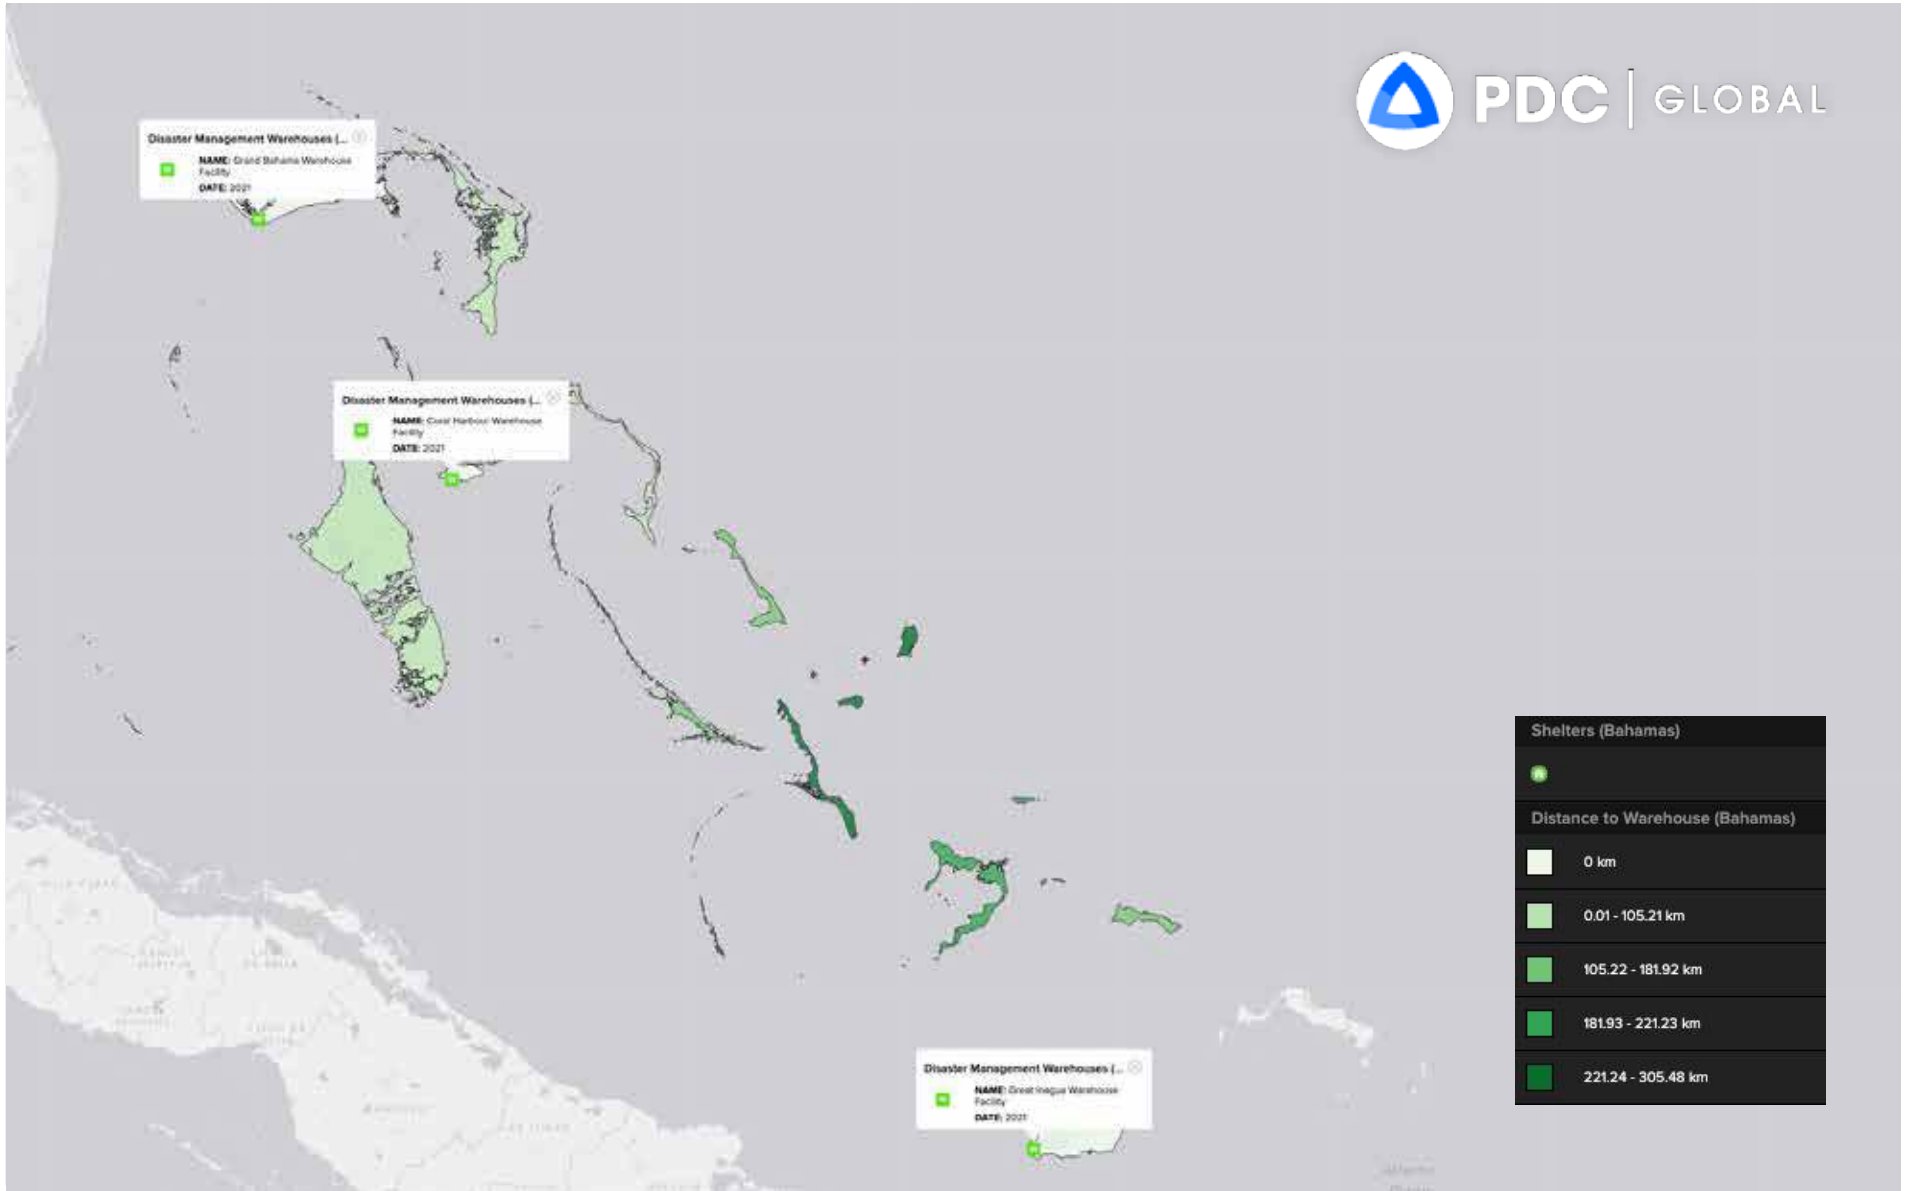 PDC | GLOBAL
Disaster Management Warehouses (...
NAME: Grand Bahama Warehouse
Facility
DATE: 2021
Disaster Management Warehouses (...
NAME: Coral Harbour Warehouse
Facility
DATE: 2021
Shelters (Bahamas)
Distance to Warehouse (Bahamas)
0 km
0.01 - 105.21 km
105.22 - 181.92 km
181.93 - 221.23 km
221.24 - 305.48 km
Disaster Management Warehouses (...
NAME: Great Inagua Warehouse
Facility
DATE: 2021